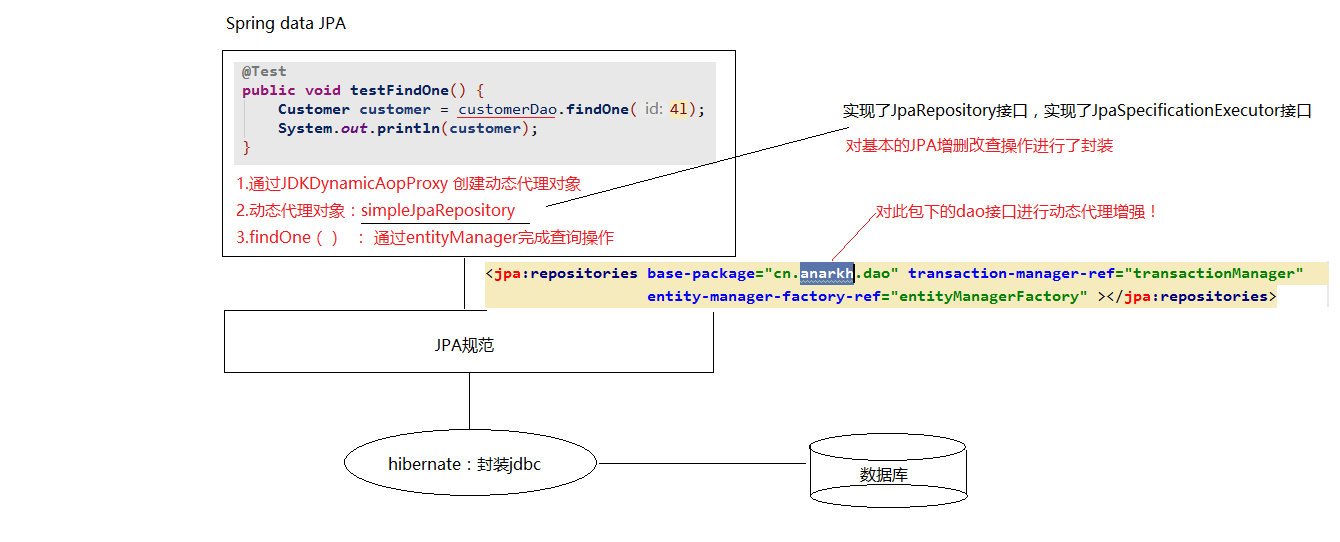 Spring data JPA
@Test
public void testFindOne() {
Customer customer = customerDao.findOne( id: 4l);
System.out.println(customer);
}
1.通过JDKDynamicAopProxy 创建动态代理对象
2.动态代理对象：simpleJpaRepository
3.findOne（ ） ： 通过entityManager完成查询操作
实现了JpaRepository接口，实现了JpaSpecificationExecutor接口
对基本的JPA增删改查操作进行了封装
对此包下的dao接口进行动态代理增强！
<jpa:repositories base-package="cn.anarkh.dao" transaction-manager-ref="transactionManager"
entity-manager-factory-ref="entityManagerFactory" ></jpa:repositories>
JPA规范
hibernate：封装jdbc
数据库